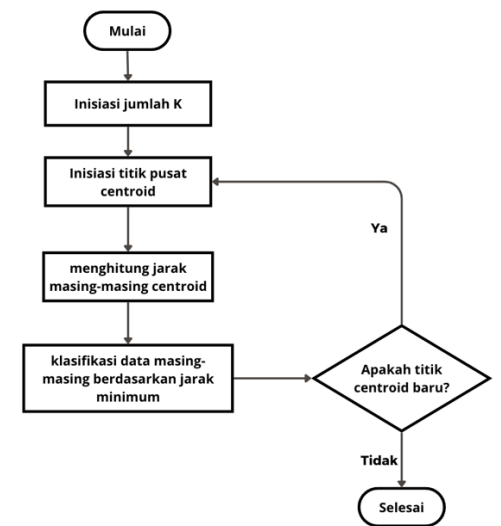 Mulai
Inisiasi jumlah K
Inisiasi titik pusat
centroid
Ya
menghitung jarak
masing-masing centroid
klasifikasi data masing-
masing berdasarkan jarak
minimum
Apakah titik
centroid baru?
Tidak
Selesai